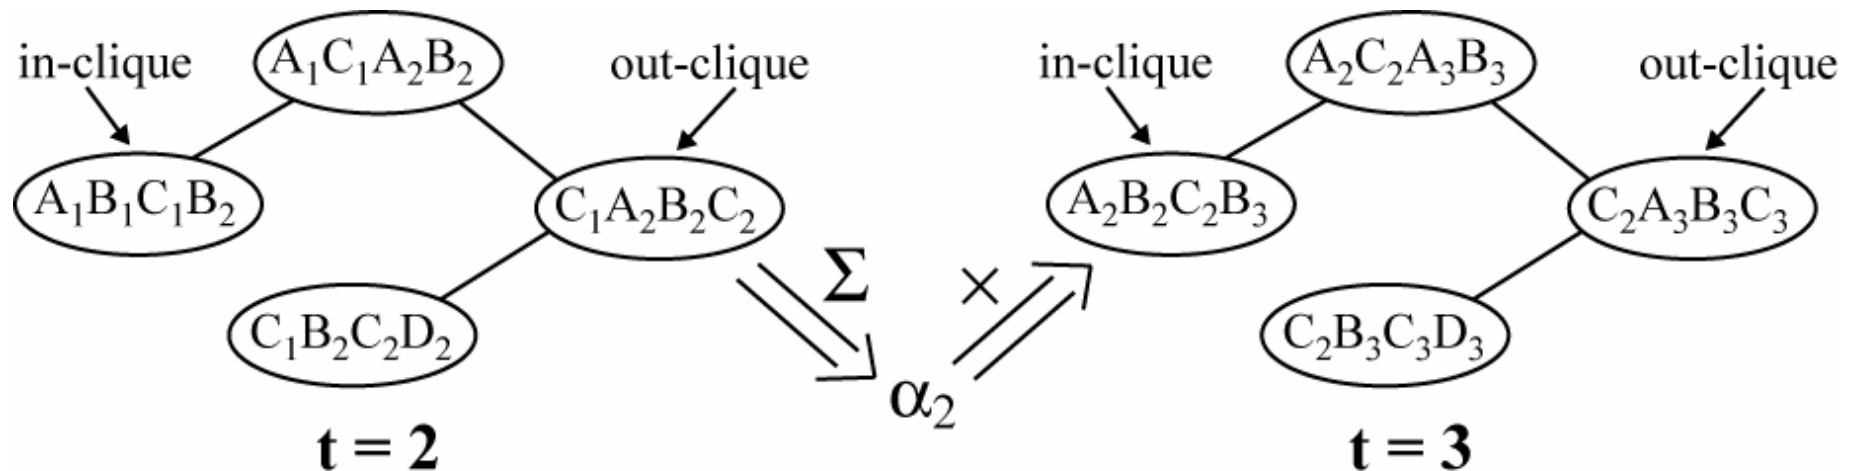 in-clique
A₁C₁A₂B₂
out-clique
A₁B₁C₁B₂
C₁A₂B₂C₂
C₁B₂C₂D₂
t = 2
Σ
α₂
×
in-clique
A₂C₂A₃B₃
out-clique
A₂B₂C₂B₃
C₂A₃B₃C₃
C₂B₃C₃D₃
t = 3